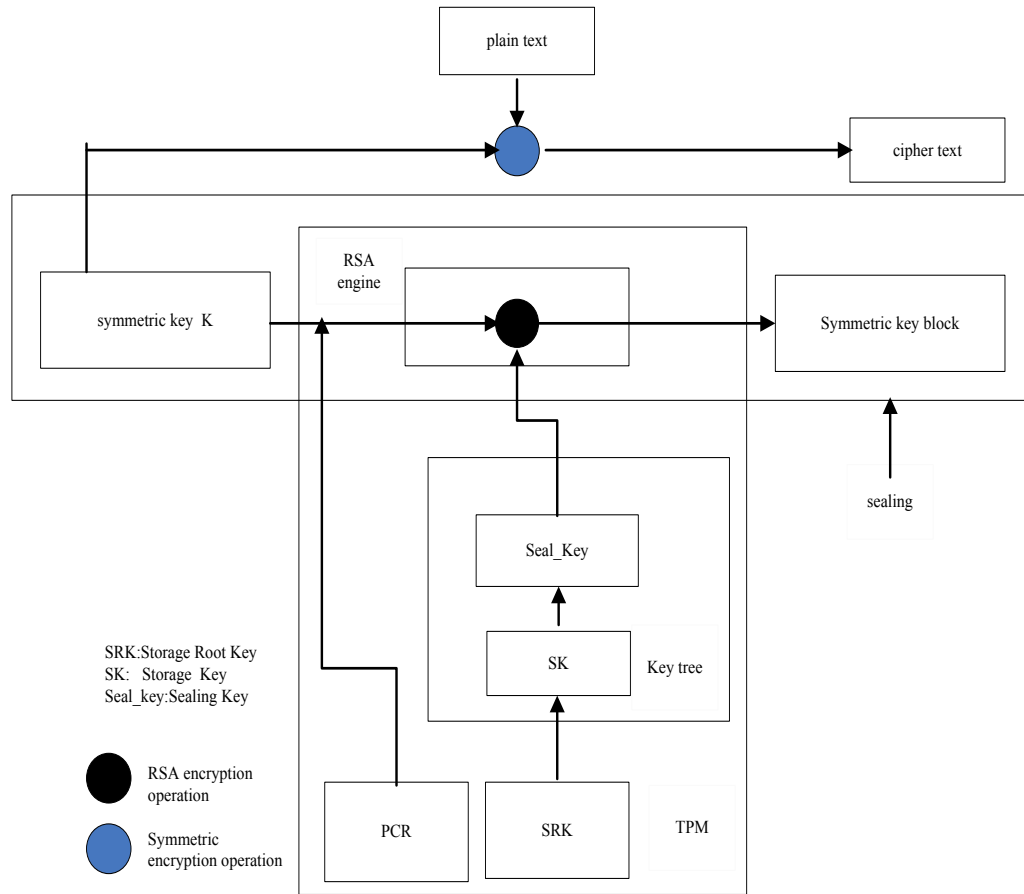 plain text
cipher text
RSA
engine
symmetric key K
Symmetric key block
sealing
Seal_Key
SK
Key tree
SRK:Storage Root Key
SK: Storage Key
Seal_key:Sealing Key
RSA encryption
operation
PCR
SRK
TPM
Symmetric
encryption operation